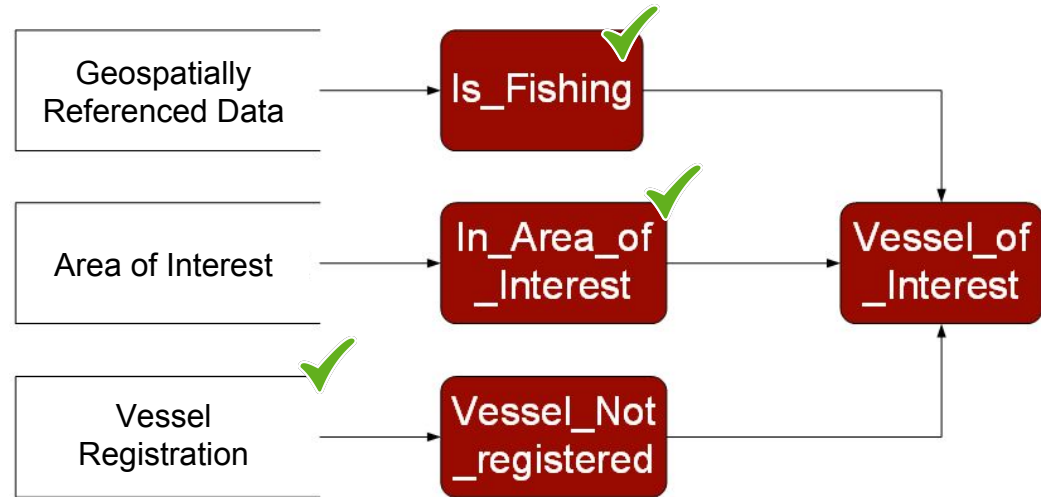 Geospatially
Referenced Data
Is_Fishing
Area of Interest
In_Area_of
_Interest
Vessel_of
_Interest
Vessel
Registration
Vessel_Not
_registered